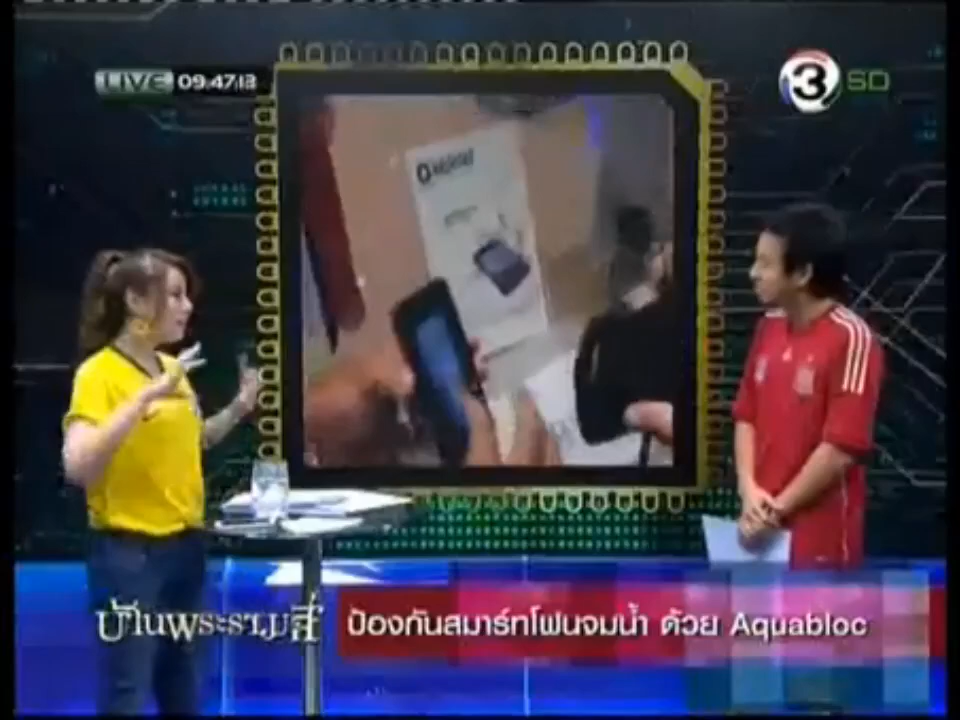 LIVE 09.47.13
3 SD
บ้านพระรามสี่
ป้องกันสมาร์ทโฟนจมน้ำ ด้วย Aquabloc